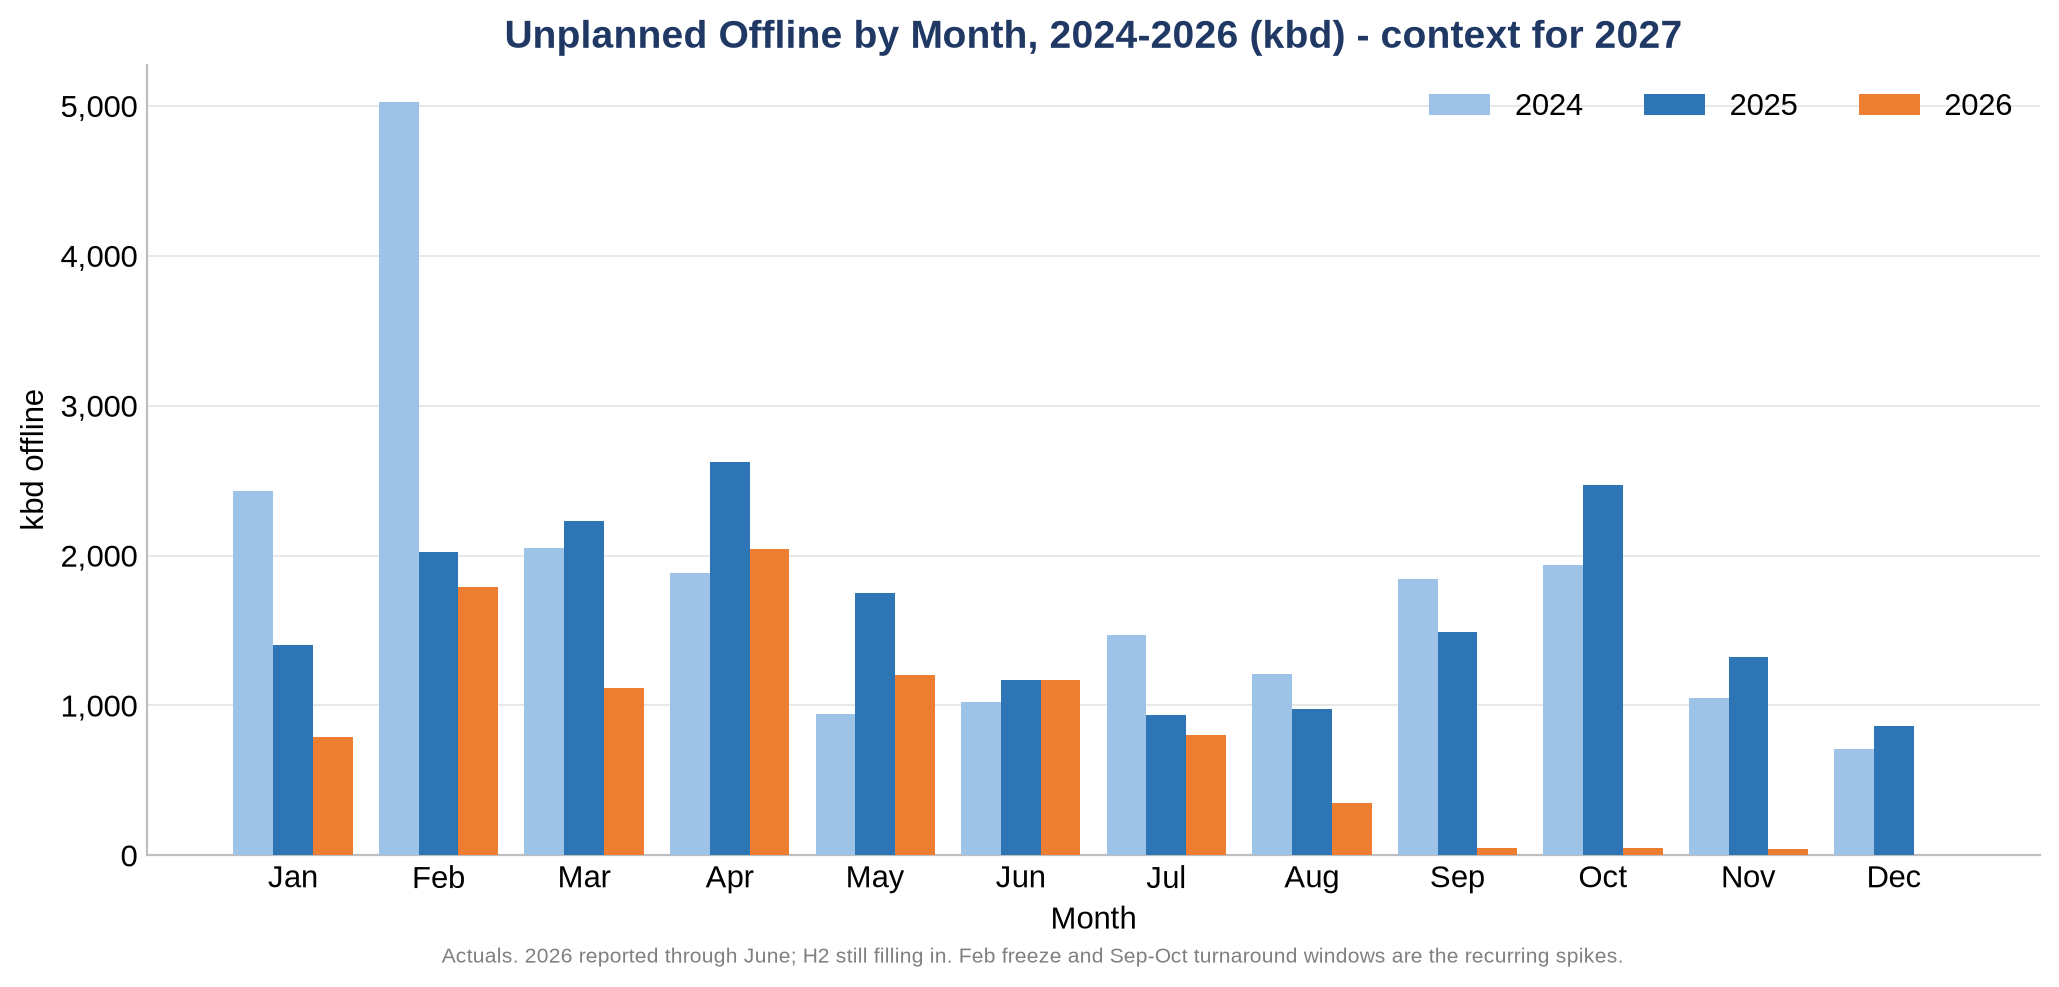 Unplanned Offline by Month, 2024-2026 (kbd) - context for 2027
2024 2025 2026
5,000
4,000
3,000
2,000
1,000
0
kbd offline
Jan Feb Mar Apr May Jun Jul Aug Sep Oct Nov Dec
Month
Actuals. 2026 reported through June; H2 still filling in. Feb freeze and Sep-Oct turnaround windows are the recurring spikes.